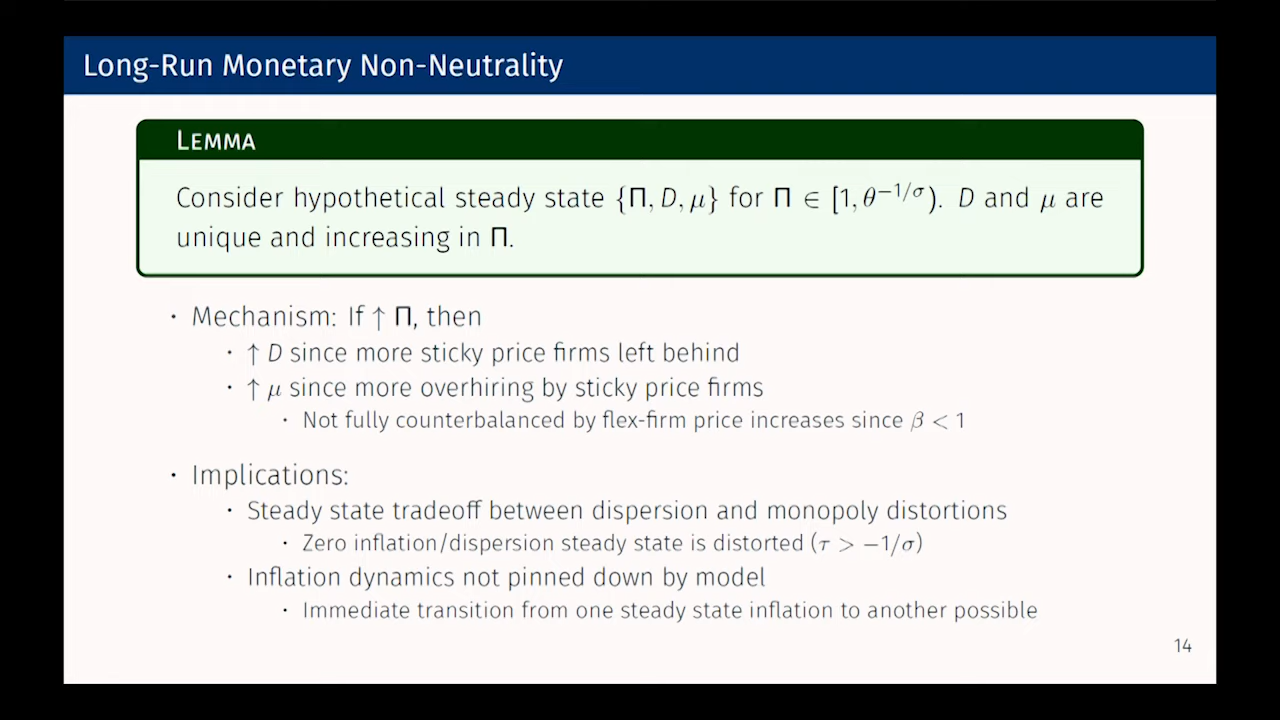 Long-Run Monetary Non-Neutrality
LEMMA
Consider hypothetical steady state {Π, D, μ} for Π ∈ [1, θ^{−1/σ}). D and μ are
unique and increasing in Π.
· Mechanism: If ↑ Π, then
· ↑ D since more sticky price firms left behind
· ↑ μ since more overhiring by sticky price firms
· Not fully counterbalanced by flex-firm price increases since β < 1
· Implications:
· Steady state tradeoff between dispersion and monopoly distortions
· Zero inflation/dispersion steady state is distorted (τ > −1/σ)
· Inflation dynamics not pinned down by model
· Immediate transition from one steady state inflation to another possible
14